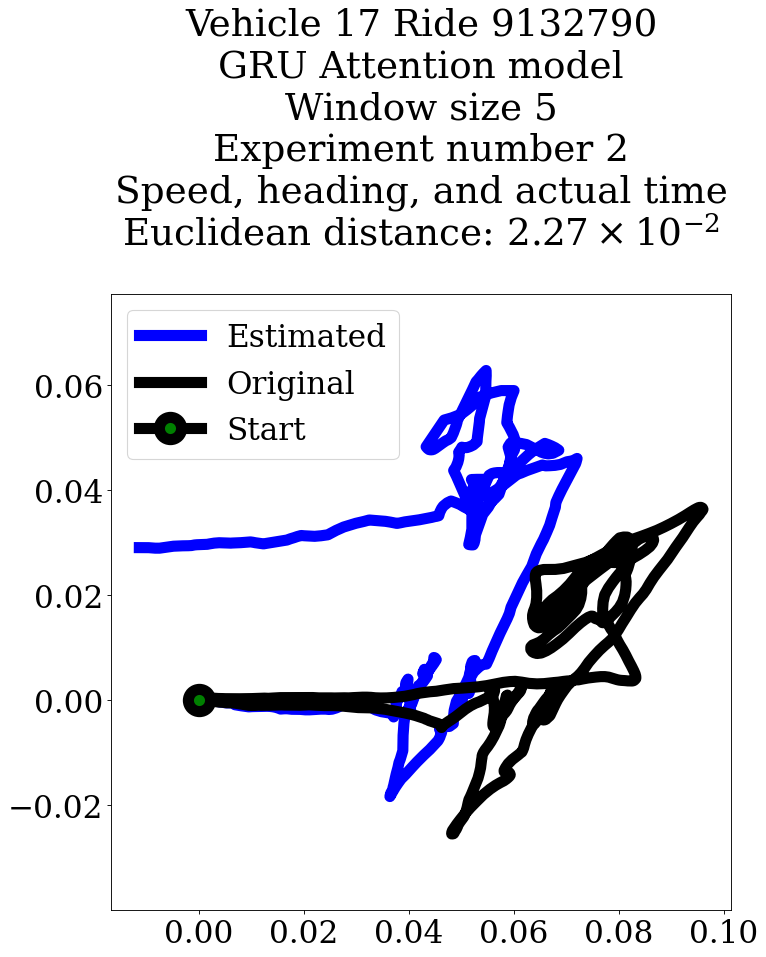 Vehicle 17 Ride 9132790
GRU Attention model
Window size 5
Experiment number 2
Speed, heading, and actual time
Euclidean distance: 2.27 × 10⁻²
Estimated
Original
Start
0.06
0.04
0.02
0.00
−0.02
0.00 0.02 0.04 0.06 0.08 0.10